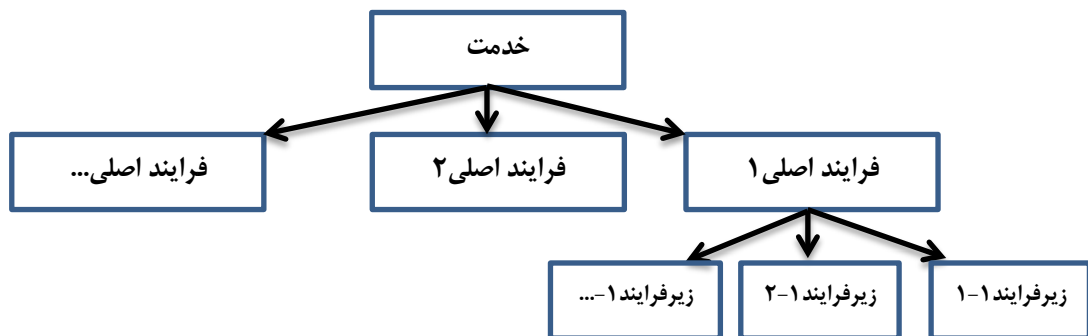 خدمت
فرایند اصلی۱
فرایند اصلی۲
فرایند اصلی...
زیرفرایند۱-۱
زیرفرایند۱-۲
زیرفرایند۱-...